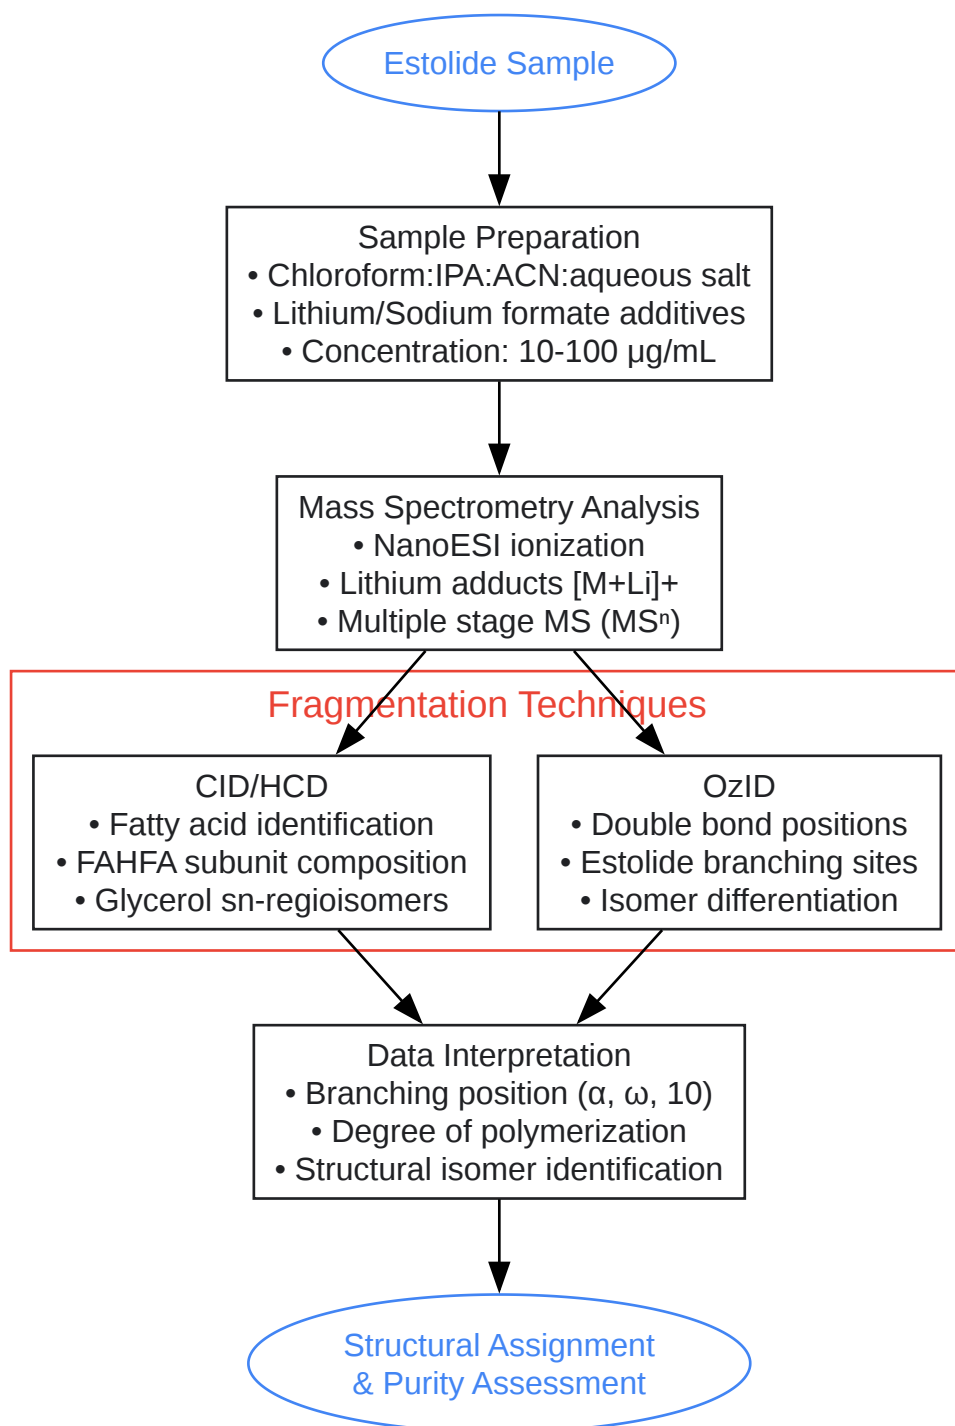 Estolide Sample
Sample Preparation
• Chloroform:IPA:ACN:aqueous salt
• Lithium/Sodium formate additives
• Concentration: 10-100 μg/mL
Mass Spectrometry Analysis
• NanoESI ionization
• Lithium adducts [M+Li]+
• Multiple stage MS (MSⁿ)
Fragmentation Techniques
CID/HCD
• Fatty acid identification
• FAHFA subunit composition
• Glycerol sn-regioisomers
OzID
• Double bond positions
• Estolide branching sites
• Isomer differentiation
Data Interpretation
• Branching position (α, ω, 10)
• Degree of polymerization
• Structural isomer identification
Structural Assignment
& Purity Assessment